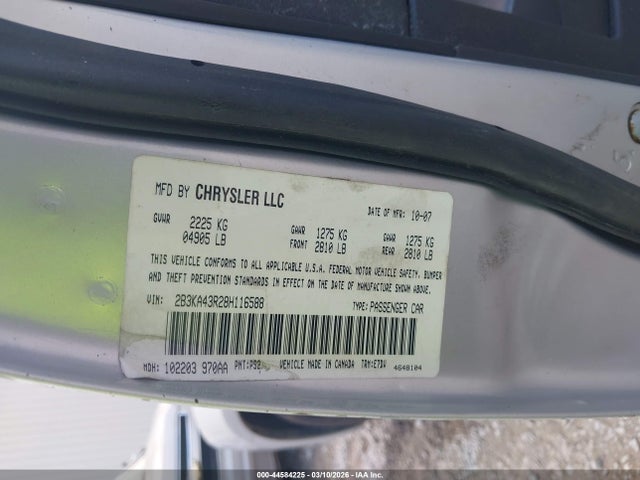 MFD BY CHRYSLER LLC
DATE OF MFR: 10-07
GVWR 2225 KG 04905 LB
GAWR FRONT 1275 KG 2810 LB
GAWR REAR 1275 KG 2810 LB
THIS VEHICLE CONFORMS TO ALL APPLICABLE U.S.A. FEDERAL MOTOR VEHICLE SAFETY, BUMPER
AND THEFT PREVENTION STANDARDS IN EFFECT ON THE DATE OF MANUFACTURE SHOWN ABOVE.
VIN: 2B3KA43R28H116588 TYPE: PASSENGER CAR
MDH: 102203 970AA PNT: PS2 VEHICLE MADE IN CANADA TRM: E7D4 4648104
000-44584225 | 03/10/2026 | PDT